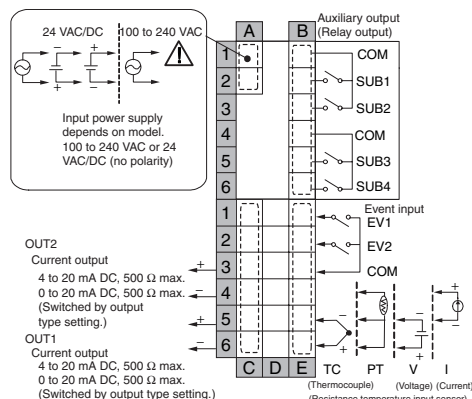 24 VAC/DC
100 to 240 VAC
Input power supply
depends on model.
100 to 240 VAC or 24
VAC/DC (no polarity)
A
B
1
2
3
4
5
6
1
2
3
4
5
6
C
D
E
Auxiliary output
(Relay output)
COM
SUB1
SUB2
COM
SUB3
SUB4
Event input
EV1
EV2
COM
OUT2
Current output
4 to 20 mA DC, 500 Ω max.
0 to 20 mA DC, 500 Ω max.
(Switched by output
type setting.)
OUT1
Current output
4 to 20 mA DC, 500 Ω max.
0 to 20 mA DC, 500 Ω max.
(Switched by output type setting.)
TC
PT
V
I
(Thermocouple)
(Voltage)
(Current)
(Resistance temperature input sensor)